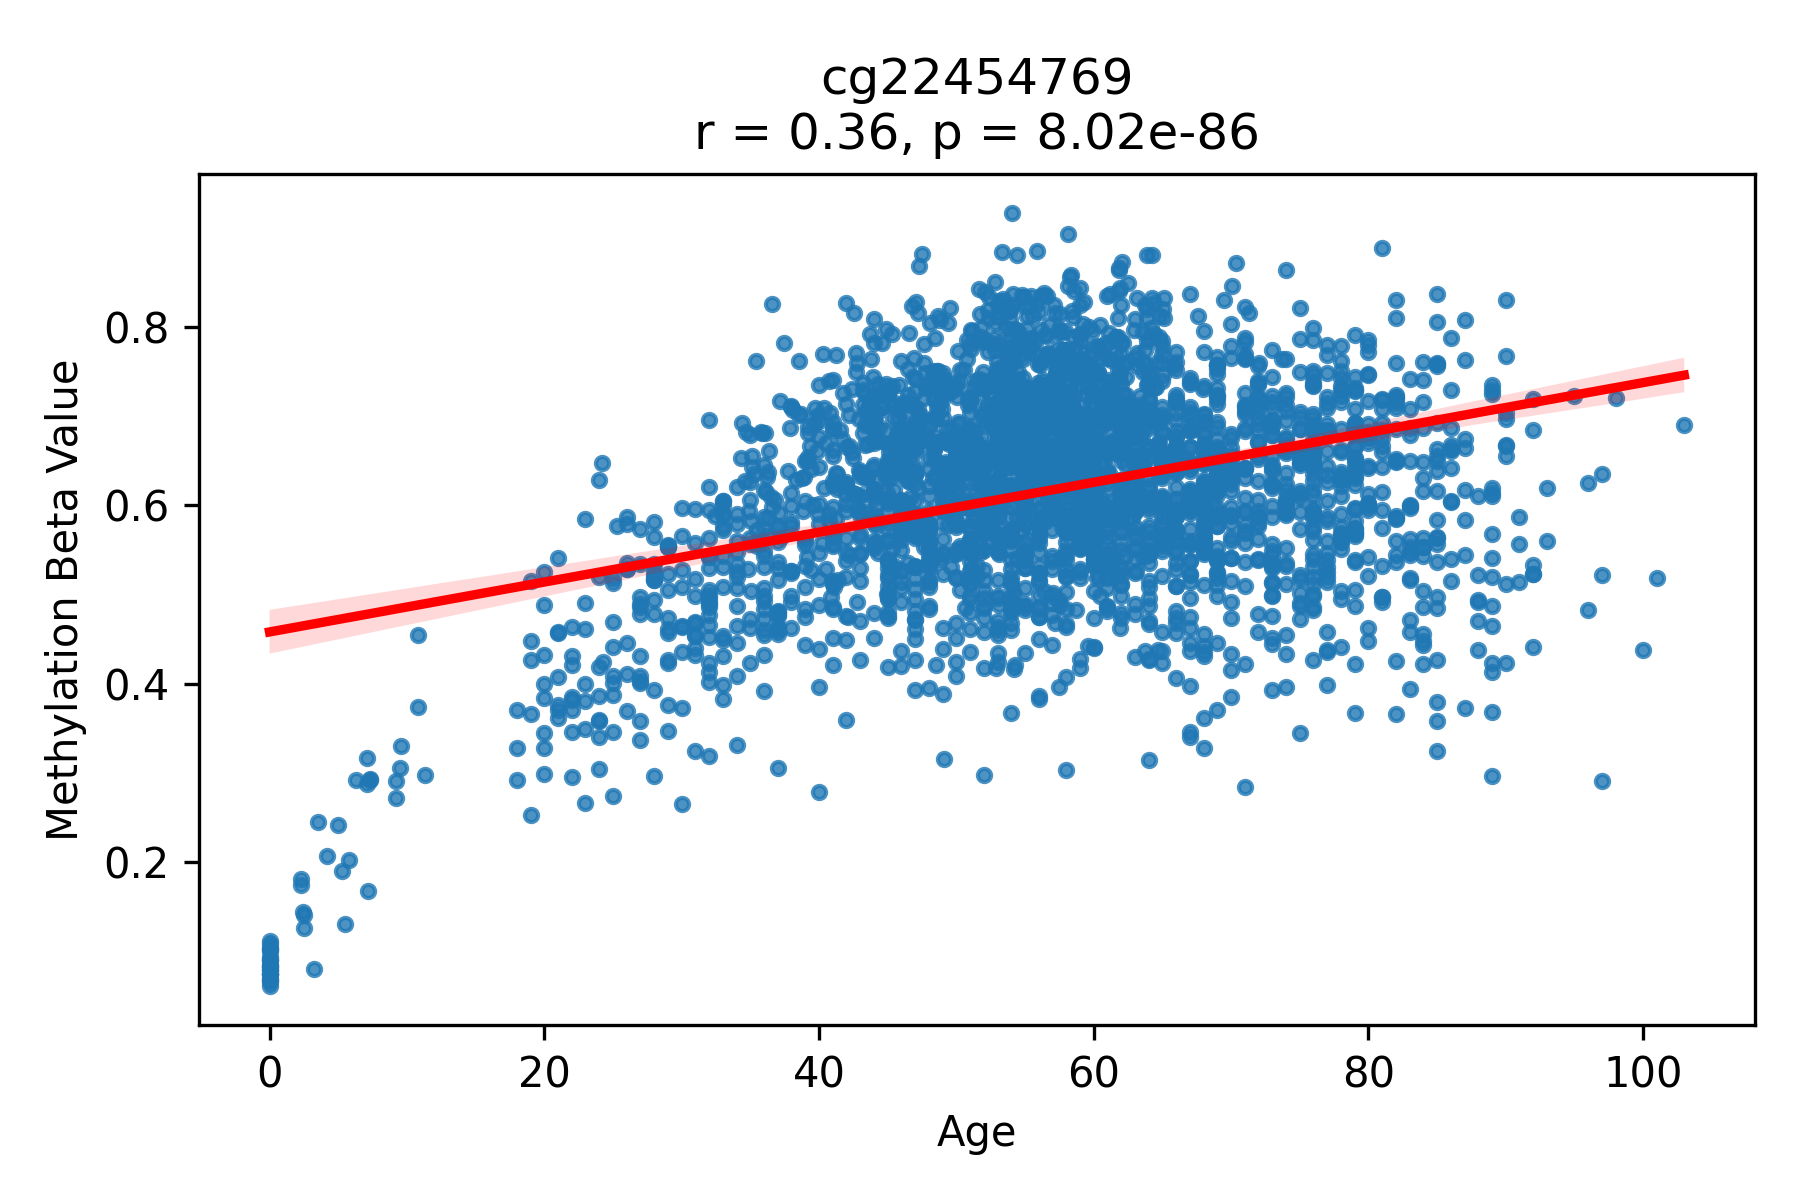 cg22454769
r = 0.36, p = 8.02e-86
Methylation Beta Value
0.8
0.6
0.4
0.2
0 20 40 60 80 100
Age